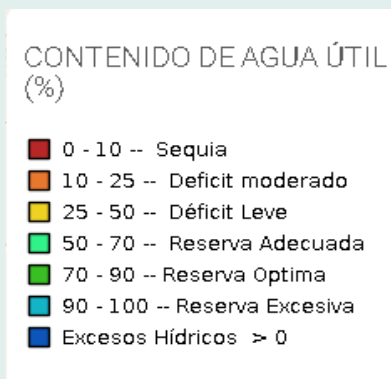 CONTENIDO DE AGUA ÚTIL
(%)
0 - 10 -- Sequia
10 - 25 -- Deficit moderado
25 - 50 -- Déficit Leve
50 - 70 -- Reserva Adecuada
70 - 90 -- Reserva Optima
90 - 100 -- Reserva Excesiva
Excesos Hídricos > 0